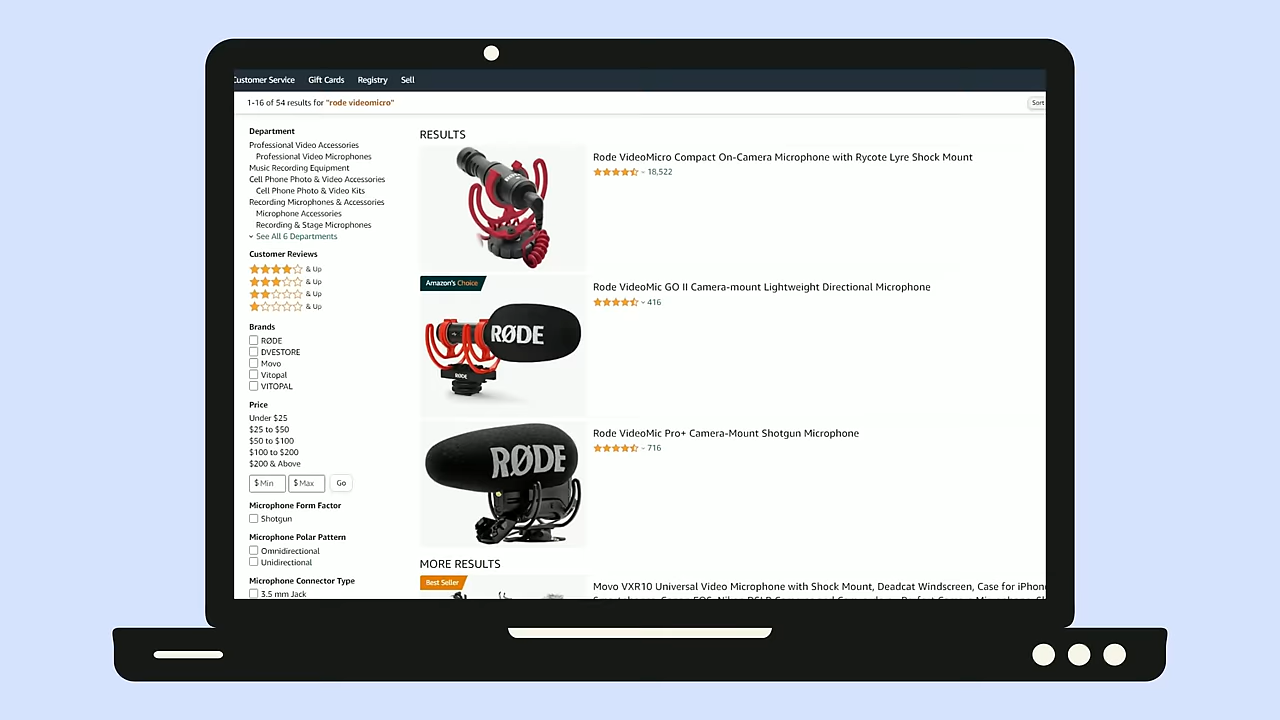 Customer Service Gift Cards Registry Sell
1-16 of 54 results for "rode videomicro"
Sort
Department
Professional Video Accessories
Professional Video Microphones
Music Recording Equipment
Cell Phone Photo & Video Accessories
Cell Phone Photo & Video Kits
Recording Microphones & Accessories
Microphone Accessories
Recording & Stage Microphones
See All 6 Departments
Customer Reviews
& Up
& Up
& Up
& Up
Brands
RØDE
DVESTORE
Movo
Vitopal
VITOPAL
Price
Under $25
$25 to $50
$50 to $100
$100 to $200
$200 & Above
$ Min $ Max Go
Microphone Form Factor
Shotgun
Microphone Polar Pattern
Omnidirectional
Unidirectional
Microphone Connector Type
3.5 mm Jack
RESULTS
Rode VideoMicro Compact On-Camera Microphone with Rycote Lyre Shock Mount
18,522
Amazon's Choice
RØDE
RØDE
Rode VideoMic GO II Camera-mount Lightweight Directional Microphone
416
RØDE
Rode VideoMic Pro+ Camera-Mount Shotgun Microphone
716
MORE RESULTS
Best Seller
Movo VXR10 Universal Video Microphone with Shock Mount, Deadcat Windscreen, Case for iPhone